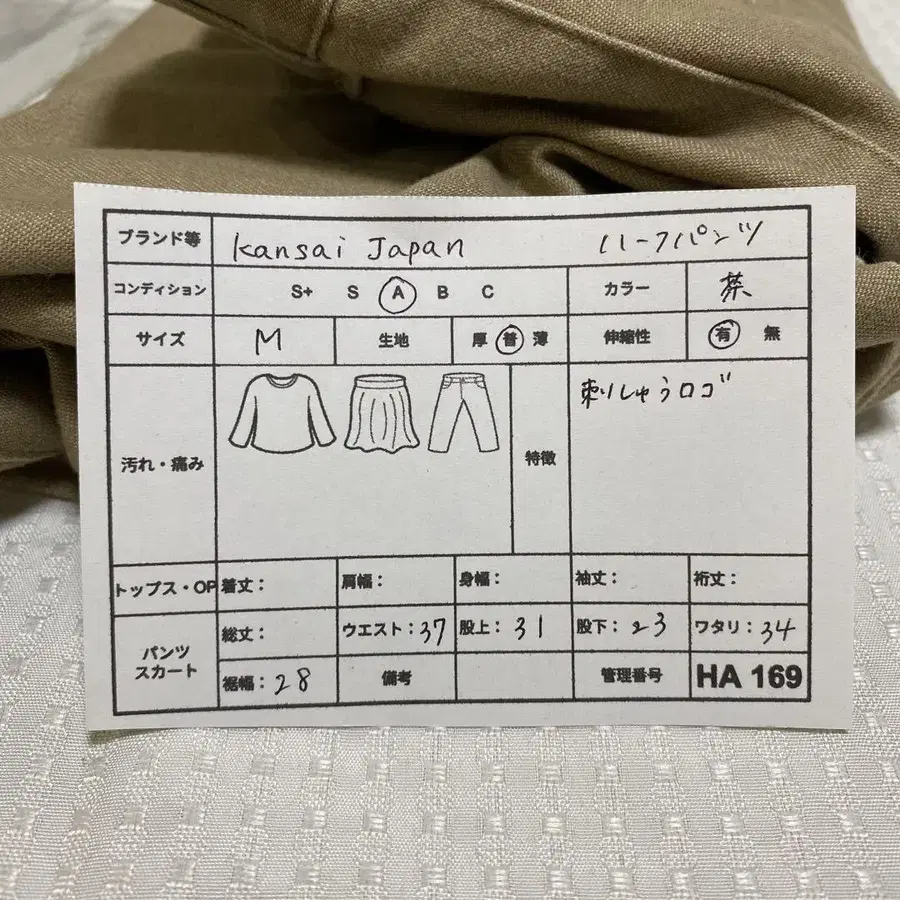 ブランド等 Kansai Japan ハーフパンツ
コンディション S+ S A B C カラー 茶
サイズ M 生地 厚 普 薄 伸縮性 有 無
汚れ・痛み 特徴 刺しゅうロゴ
トップス・OP 着丈: 肩幅: 身幅: 袖丈: 裄丈:
パンツ スカート 総丈: ウエスト:37 股上:31 股下:23 ワタリ:34
裾幅:28 備考 管理番号 HA 169